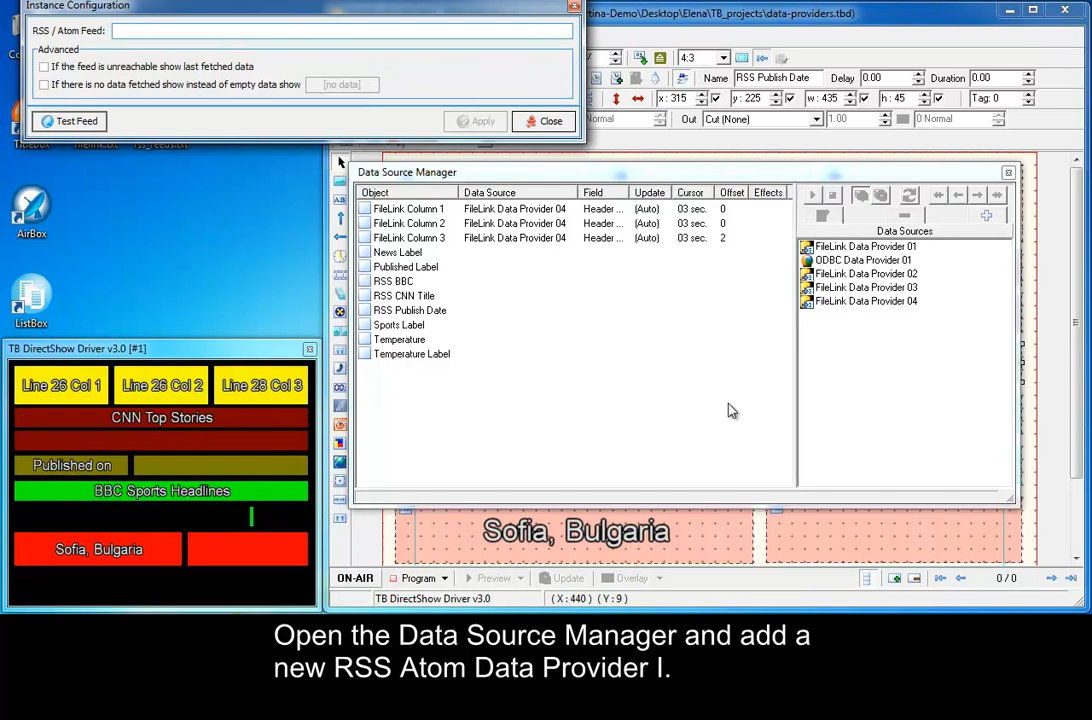 Instance Configuration
tina-Demo\Desktop\Elena\TB_projects\data-providers.tbd)
RSS / Atom Feed:
Advanced
If the feed is unreachable show last fetched data
If there is no data fetched show instead of empty data show [no data]
Test Feed Apply Close
4:3
Name RSS Publish Date Delay 0.00 Duration 0.00
x: 315 y: 225 w: 435 h: 45 Tag: 0
Normal Out Cut (None) 1.00 0 Normal
Data Source Manager
Object Data Source Field Update Cursor Offset Effects
FileLink Column 1 FileLink Data Provider 04 Header ... (Auto) 03 sec. 0
FileLink Column 2 FileLink Data Provider 04 Header ... (Auto) 03 sec. 0
FileLink Column 3 FileLink Data Provider 04 Header ... (Auto) 03 sec. 2
News Label
Published Label
RSS BBC
RSS CNN Title
RSS Publish Date
Sports Label
Temperature
Temperature Label
Data Sources
FileLink Data Provider 01
ODBC Data Provider 01
FileLink Data Provider 02
FileLink Data Provider 03
FileLink Data Provider 04
AirBox
ListBox
TB DirectShow Driver v3.0 [#1]
Line 26 Col 1 Line 26 Col 2 Line 28 Col 3
CNN Top Stories
Published on
BBC Sports Headlines
Sofia, Bulgaria
Sofia, Bulgaria
ON-AIR Program Preview Update Overlay 0 / 0
TB DirectShow Driver v3.0 ( X : 440 ) ( Y : 9 )
Open the Data Source Manager and add a
new RSS Atom Data Provider I.